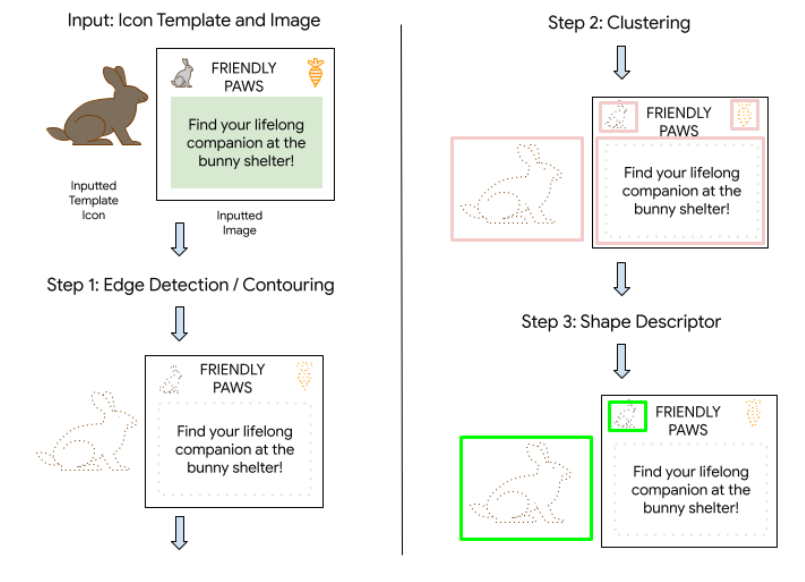 Input: Icon Template and Image
FRIENDLY
PAWS
Find your lifelong
companion at the
bunny shelter!
Inputted
Template
Icon
Inputted
Image
Step 1: Edge Detection / Contouring
FRIENDLY
PAWS
Find your lifelong
companion at the
bunny shelter!
Step 2: Clustering
FRIENDLY
PAWS
Find your lifelong
companion at the
bunny shelter!
Step 3: Shape Descriptor
FRIENDLY
PAWS
Find your lifelong
companion at the
bunny shelter!